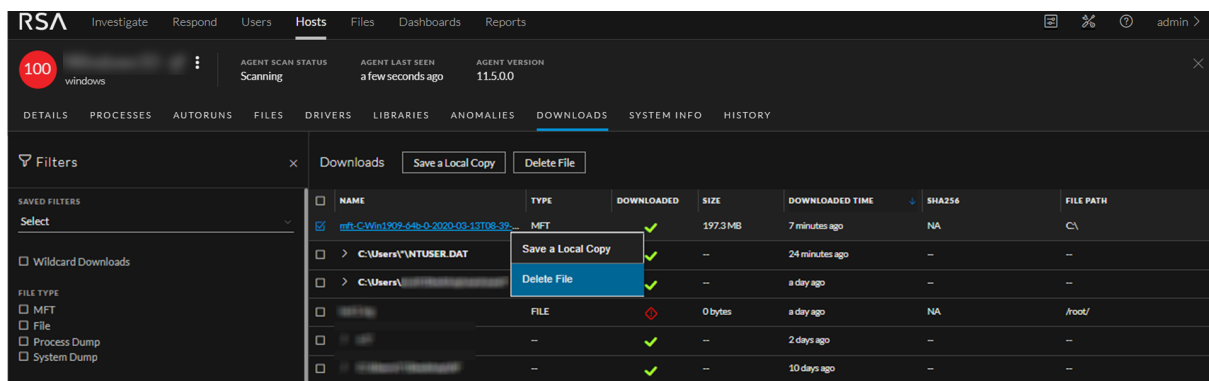 RSA Investigate Respond Users Hosts Files Dashboards Reports admin >
100 windows AGENT SCAN STATUS Scanning AGENT LAST SEEN a few seconds ago AGENT VERSION 11.5.0.0
DETAILS PROCESSES AUTORUNS FILES DRIVERS LIBRARIES ANOMALIES DOWNLOADS SYSTEM INFO HISTORY
Filters × Downloads Save a Local Copy Delete File
SAVED FILTERS
Select
Wildcard Downloads
FILE TYPE
MFT
File
Process Dump
System Dump
NAME TYPE DOWNLOADED SIZE DOWNLOADED TIME SHA256 FILE PATH
mft-C-Win1909-64b-0-2020-03-13T08-39-... MFT 197.3 MB 7 minutes ago NA C:\
> C:\Users\*\NTUSER.DAT -- 24 minutes ago -- --
> C:\Users\ -- a day ago -- --
FILE 0 bytes a day ago NA /root/
-- -- 2 days ago -- --
-- -- 10 days ago -- --
Save a Local Copy
Delete File